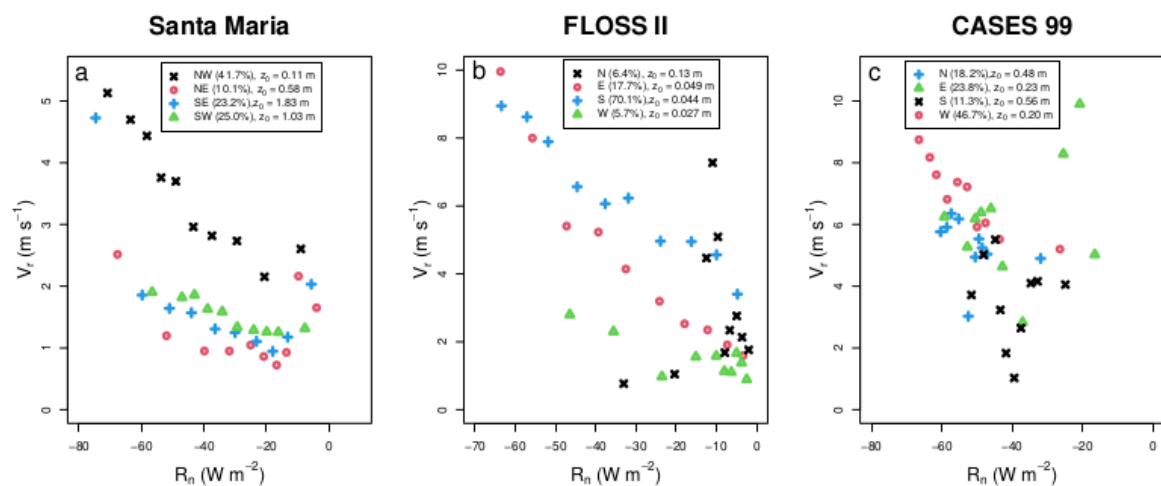 Santa Maria
FLOSS II
CASES 99
a
NW (41.7%), z₀ = 0.11 m
NE (10.1%), z₀ = 0.58 m
SE (23.2%),z₀ = 1.83 m
SW (25.0%), z₀ = 1.03 m
Vᵣ (m s⁻¹)
0
1
2
3
4
5
−80
−60
−40
−20
0
Rₙ (W m⁻²)
b
N (6.4%), z₀ = 0.13 m
E (17.7%), z₀ = 0.049 m
S (70.1%),z₀ = 0.044 m
W (5.7%), z₀ = 0.027 m
Vᵣ (m s⁻¹)
0
2
4
6
8
10
−70
−60
−50
−40
−30
−20
−10
0
Rₙ (W m⁻²)
c
N (18.2%),z₀ = 0.48 m
E (23.8%), z₀ = 0.23 m
S (11.3%), z₀ = 0.56 m
W (46.7%), z₀ = 0.20 m
Vᵣ (m s⁻¹)
0
2
4
6
8
10
−80
−60
−40
−20
0
Rₙ (W m⁻²)